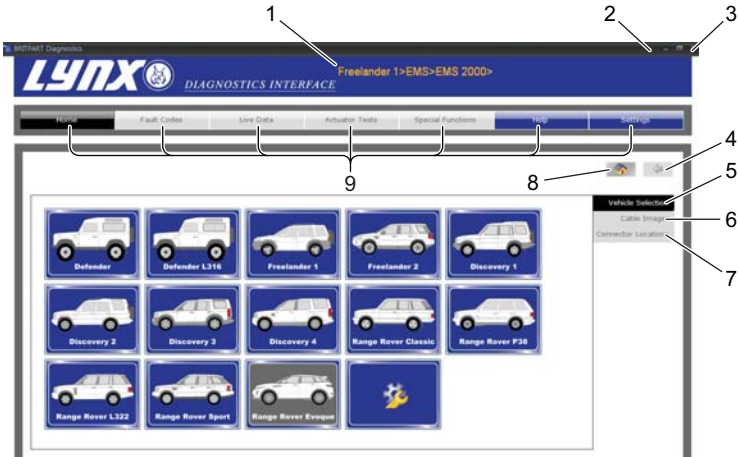 1 2 3
BRITPART Diagnostics
LYNX
DIAGNOSTICS INTERFACE
Freelander 1>EMS>EMS 2000>
Home Fault Codes Live Data Actuator Tests Special Functions Help Settings
4
9 8 5
Vehicle Selection
Cable Image 6
Connector Location
7
Defender Defender L316 Freelander 1 Freelander 2 Discovery 1
Discovery 2 Discovery 3 Discovery 4 Range Rover Classic Range Rover P38
Range Rover L322 Range Rover Sport Range Rover Evoque